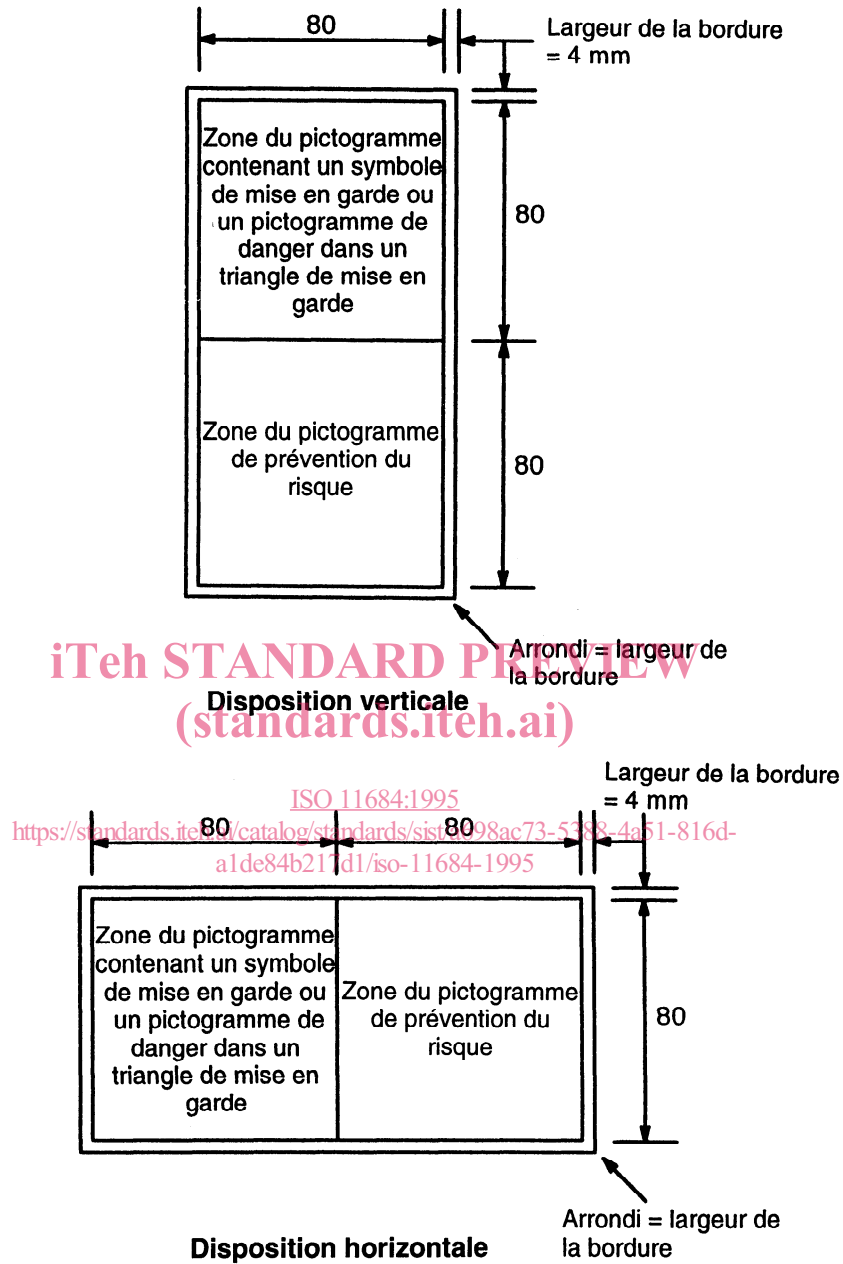 80
Largeur de la bordure
= 4 mm
Zone du pictogramme
contenant un symbole
de mise en garde ou
un pictogramme de
danger dans un
triangle de mise en
garde
80
Zone du pictogramme
de prévention du
risque
80
Arrondi = largeur de
la bordure
iTeh STANDARD PREVIEW
Disposition verticale
(standards.iteh.ai)
Largeur de la bordure
= 4 mm
ISO 11684:1995
80
80
https://standards.iteh.ai/catalog/standards/sist/a698ac73-5388-4a51-816d-
a1de84b217d1/iso-11684-1995
Zone du pictogramme
contenant un symbole
de mise en garde ou
un pictogramme de
danger dans un
triangle de mise en
garde
Zone du pictogramme
de prévention du
risque
80
Arrondi = largeur de
la bordure
Disposition horizontale